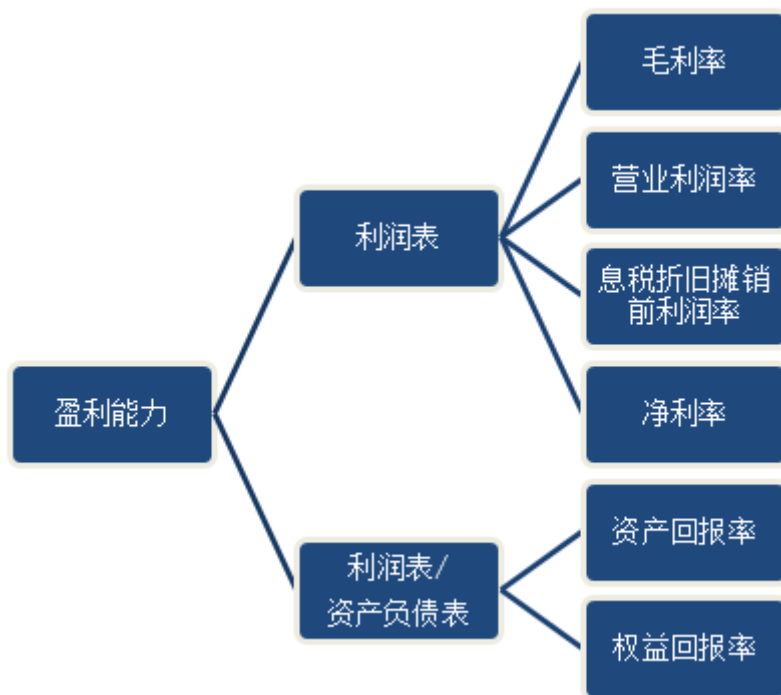 毛利率
营业利润率
利润表
息税折旧摊销
前利润率
盈利能力
净利率
资产回报率
利润表/
资产负债表
权益回报率